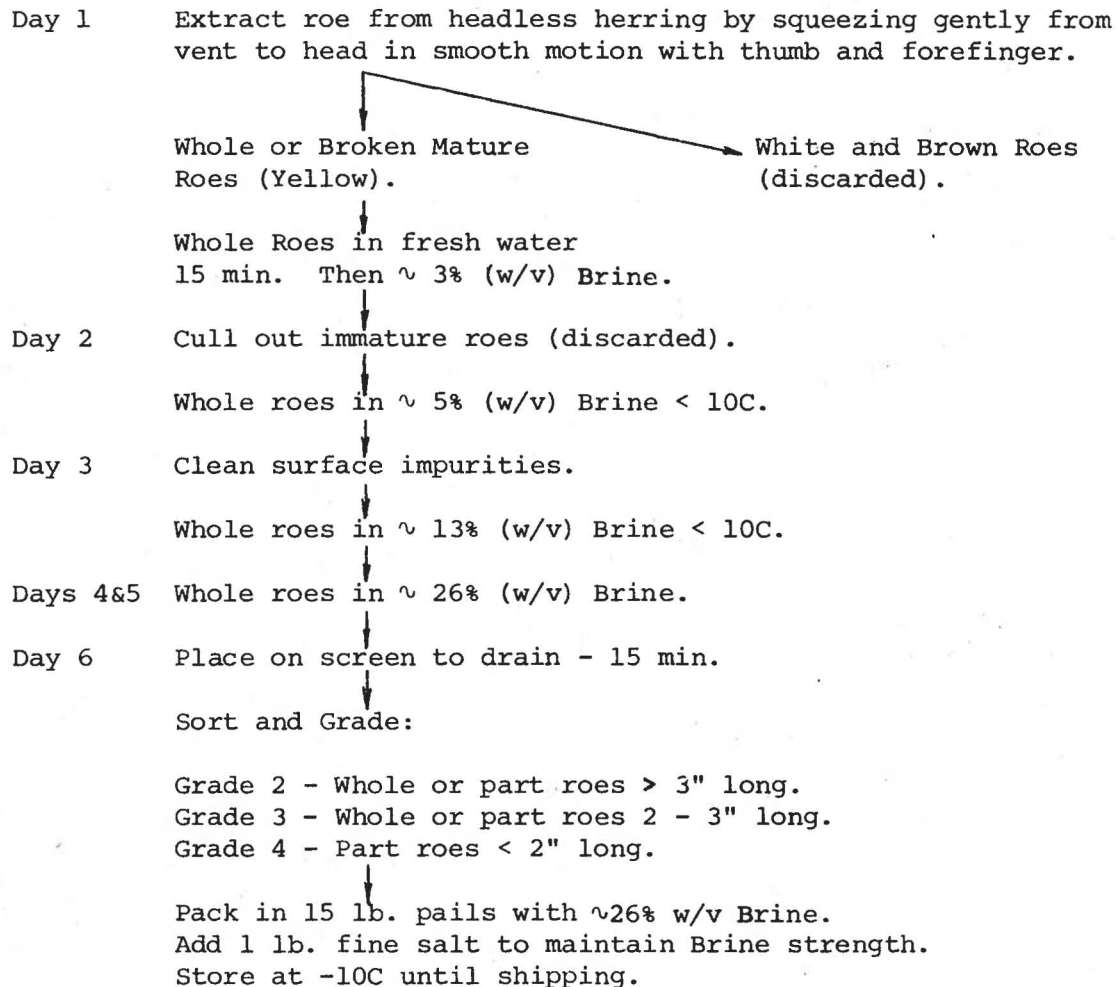 Day 1 Extract roe from headless herring by squeezing gently from
vent to head in smooth motion with thumb and forefinger.
Whole or Broken Mature
Roes (Yellow).
White and Brown Roes
(discarded).
Whole Roes in fresh water
15 min. Then ~ 3% (w/v) Brine.
Day 2 Cull out immature roes (discarded).
Whole roes in ~ 5% (w/v) Brine < 10C.
Day 3 Clean surface impurities.
Whole roes in ~ 13% (w/v) Brine < 10C.
Days 4&5 Whole roes in ~ 26% (w/v) Brine.
Day 6 Place on screen to drain - 15 min.
Sort and Grade:
Grade 2 - Whole or part roes > 3" long.
Grade 3 - Whole or part roes 2 - 3" long.
Grade 4 - Part roes < 2" long.
Pack in 15 lb. pails with ~26% w/v Brine.
Add 1 lb. fine salt to maintain Brine strength.
Store at -10C until shipping.